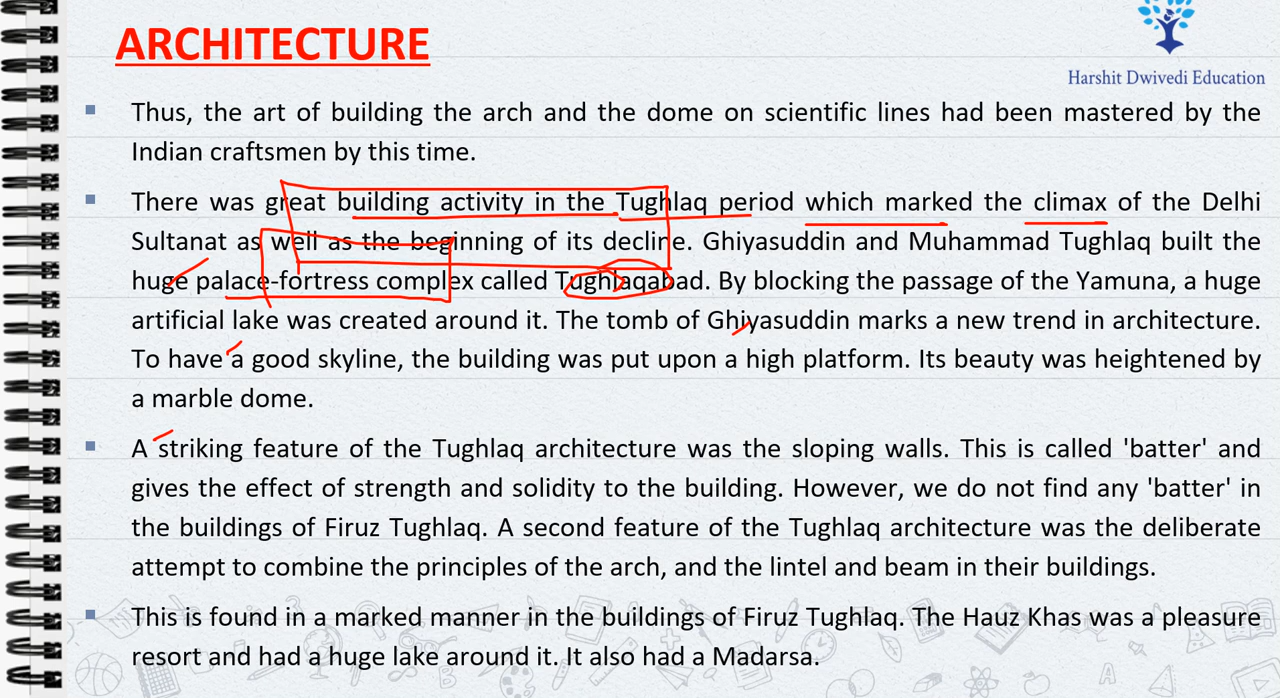 ARCHITECTURE
Harshit Dwivedi Education
Thus, the art of building the arch and the dome on scientific lines had been mastered by the
Indian craftsmen by this time.
There was great building activity in the Tughlaq period which marked the climax of the Delhi
Sultanat as well as the beginning of its decline. Ghiyasuddin and Muhammad Tughlaq built the
huge palace-fortress complex called Tughlaqabad. By blocking the passage of the Yamuna, a huge
artificial lake was created around it. The tomb of Ghiyasuddin marks a new trend in architecture.
To have a good skyline, the building was put upon a high platform. Its beauty was heightened by
a marble dome.
A striking feature of the Tughlaq architecture was the sloping walls. This is called 'batter' and
gives the effect of strength and solidity to the building. However, we do not find any 'batter' in
the buildings of Firuz Tughlaq. A second feature of the Tughlaq architecture was the deliberate
attempt to combine the principles of the arch, and the lintel and beam in their buildings.
This is found in a marked manner in the buildings of Firuz Tughlaq. The Hauz Khas was a pleasure
resort and had a huge lake around it. It also had a Madarsa.